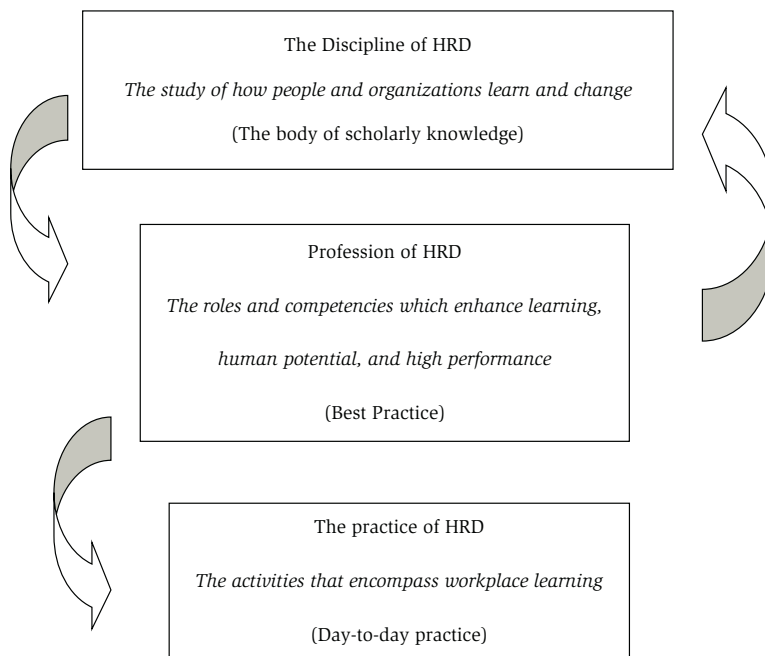 The Discipline of HRD
The study of how people and organizations learn and change
(The body of scholarly knowledge)
Profession of HRD
The roles and competencies which enhance learning,
human potential, and high performance
(Best Practice)
The practice of HRD
The activities that encompass workplace learning
(Day-to-day practice)